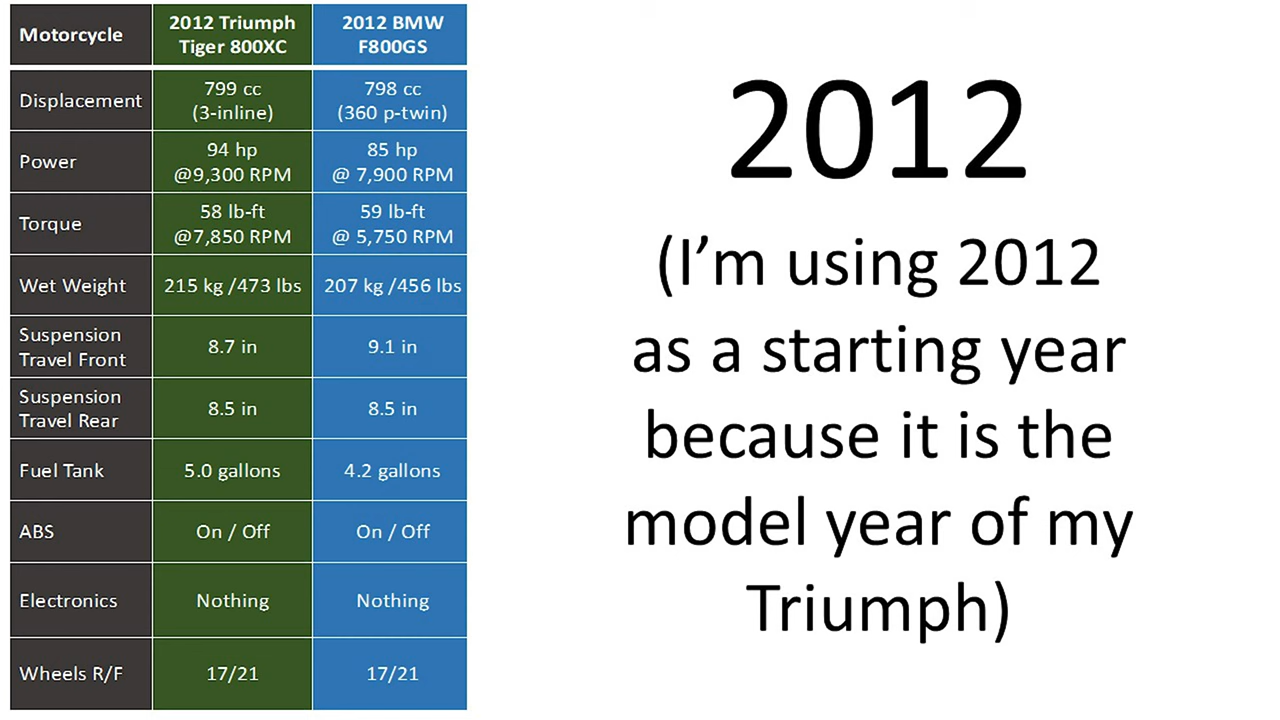 Motorcycle
2012 Triumph
Tiger 800XC
2012 BMW
F800GS
Displacement
799 cc
(3-inline)
798 cc
(360 p-twin)
Power
94 hp
@9,300 RPM
85 hp
@ 7,900 RPM
Torque
58 lb-ft
@7,850 RPM
59 lb-ft
@ 5,750 RPM
Wet Weight
215 kg /473 lbs
207 kg /456 lbs
Suspension
Travel Front
8.7 in
9.1 in
Suspension
Travel Rear
8.5 in
8.5 in
Fuel Tank
5.0 gallons
4.2 gallons
ABS
On / Off
On / Off
Electronics
Nothing
Nothing
Wheels R/F
17/21
17/21
2012
(I’m using 2012
as a starting year
because it is the
model year of my
Triumph)